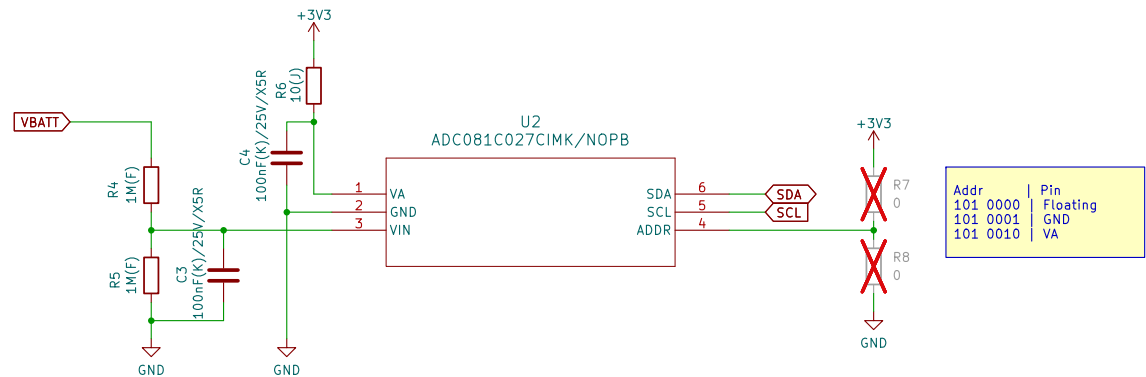 +3V3
R6
10(J)
VBATT
C4
100nF(K)/25V/X5R
U2
ADC081C027CIMK/NOPB
+3V3
R4
1M(F)
1
VA
2
GND
3
VIN
SDA
6
SDA
SCL
5
SCL
ADDR
4
R7
0
Addr | Pin
101 0000 | Floating
101 0001 | GND
101 0010 | VA
R5
1M(F)
C3
100nF(K)/25V/X5R
R8
0
GND
GND
GND